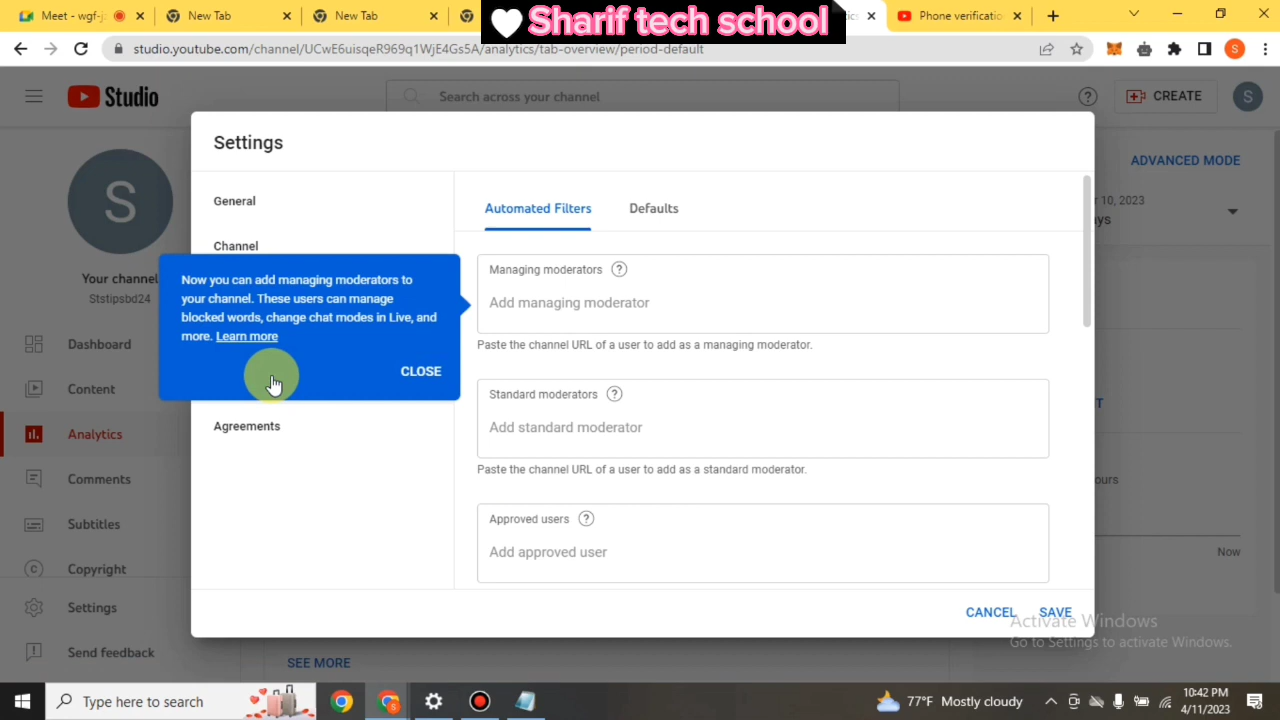 Meet - wgf-j
New Tab
New Tab
Sharif tech school
Phone verificatio
studio.youtube.com/channel/UCwE6uisqeR969q1WjE4Gs5A/analytics/tab-overview/period-default
S
Studio
Search across your channel
CREATE
S
Settings
ADVANCED MODE
S
General
Automated Filters
Defaults
10, 2023
Channel
Your channel
Ststipsbd24
Now you can add managing moderators to
your channel. These users can manage
blocked words, change chat modes in Live, and
more. Learn more
CLOSE
Managing moderators
Add managing moderator
Paste the channel URL of a user to add as a managing moderator.
Dashboard
Content
Standard moderators
Add standard moderator
Paste the channel URL of a user to add as a standard moderator.
Analytics
Agreements
Comments
Subtitles
Approved users
Add approved user
Copyright
Now
Settings
CANCEL
SAVE
Activate Windows
Go to Settings to activate Windows.
Send feedback
SEE MORE
Type here to search
77°F Mostly cloudy
10:42 PM
4/11/2023